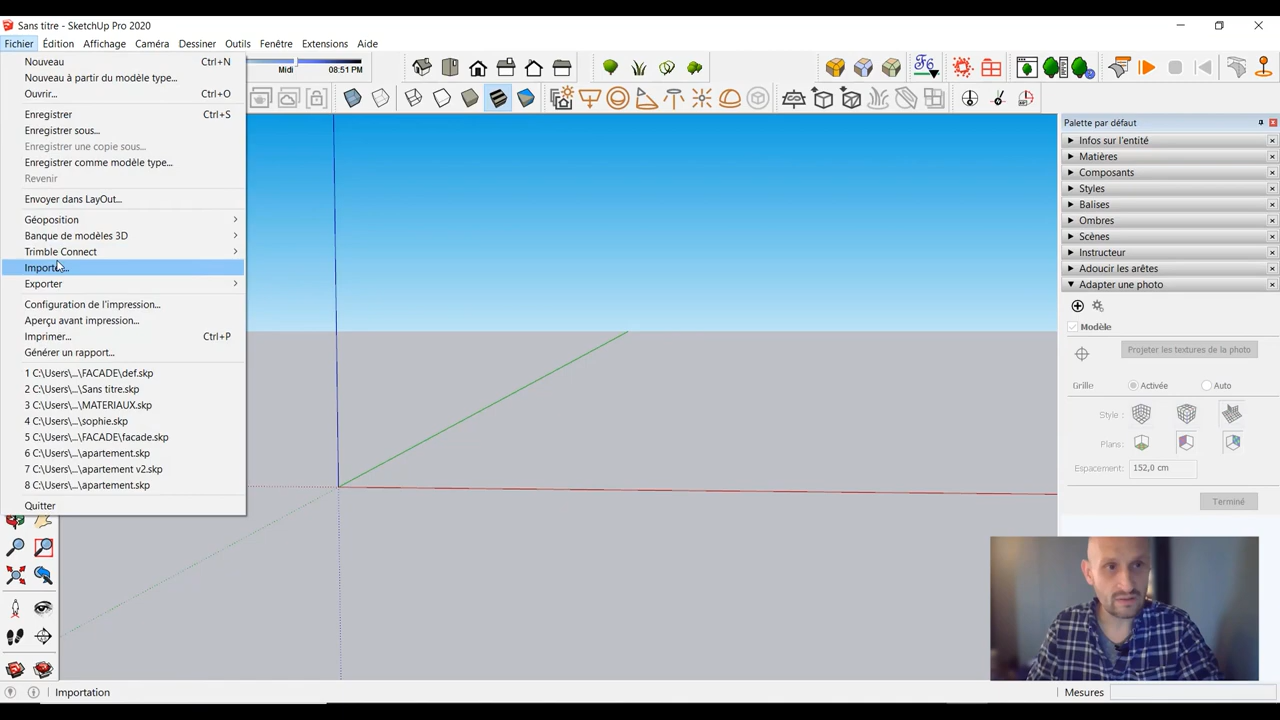 Sans titre - SketchUp Pro 2020
Fichier Édition Affichage Caméra Dessiner Outils Fenêtre Extensions Aide
Nouveau Ctrl+N
Nouveau à partir du modèle type...
Ouvrir... Ctrl+O
Enregistrer Ctrl+S
Enregistrer sous...
Enregistrer une copie sous...
Enregistrer comme modèle type...
Revenir
Envoyer dans LayOut...
Géoposition
Banque de modèles 3D
Trimble Connect
Importer...
Exporter
Configuration de l'impression...
Aperçu avant impression...
Imprimer... Ctrl+P
Générer un rapport...
1 C:\Users\...\FACADE\def.skp
2 C:\Users\...\Sans titre.skp
3 C:\Users\...\MATERIAUX.skp
4 C:\Users\...\sophie.skp
5 C:\Users\...\FACADE\facade.skp
6 C:\Users\...\apartement.skp
7 C:\Users\...\apartement v2.skp
8 C:\Users\...\apartement.skp
Quitter
Midi 08:51 PM
Palette par défaut
Infos sur l'entité
Matières
Composants
Styles
Balises
Ombres
Scènes
Instructeur
Adoucir les arêtes
Adapter une photo
Modèle
Projeter les textures de la photo
Grille Activée Auto
Style :
Plans:
Espacement: 152,0 cm
Terminé
Importation
Mesures